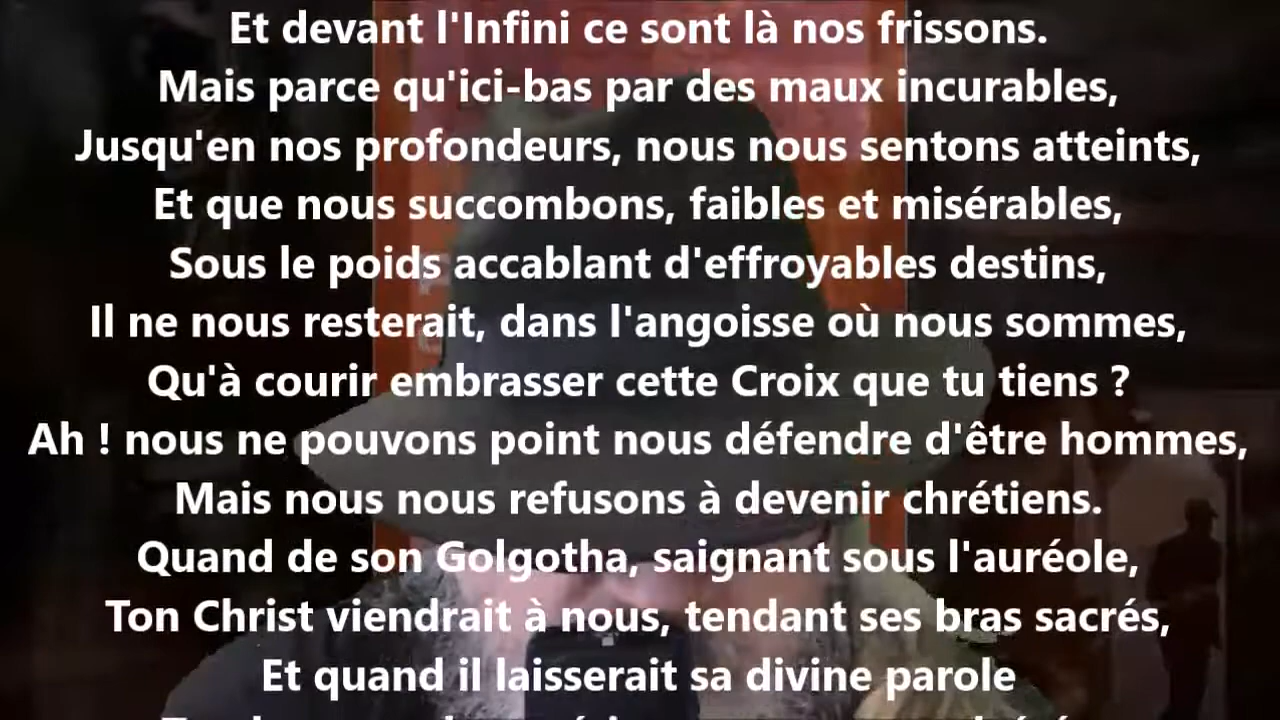 Et devant l'Infini ce sont là nos frissons.
Mais parce qu'ici-bas par des maux incurables,
Jusqu'en nos profondeurs, nous nous sentons atteints,
Et que nous succombons, faibles et misérables,
Sous le poids accablant d'effroyables destins,
Il ne nous resterait, dans l'angoisse où nous sommes,
Qu'à courir embrasser cette Croix que tu tiens ?
Ah ! nous ne pouvons point nous défendre d'être hommes,
Mais nous nous refusons à devenir chrétiens.
Quand de son Golgotha, saignant sous l'auréole,
Ton Christ viendrait à nous, tendant ses bras sacrés,
Et quand il laisserait sa divine parole